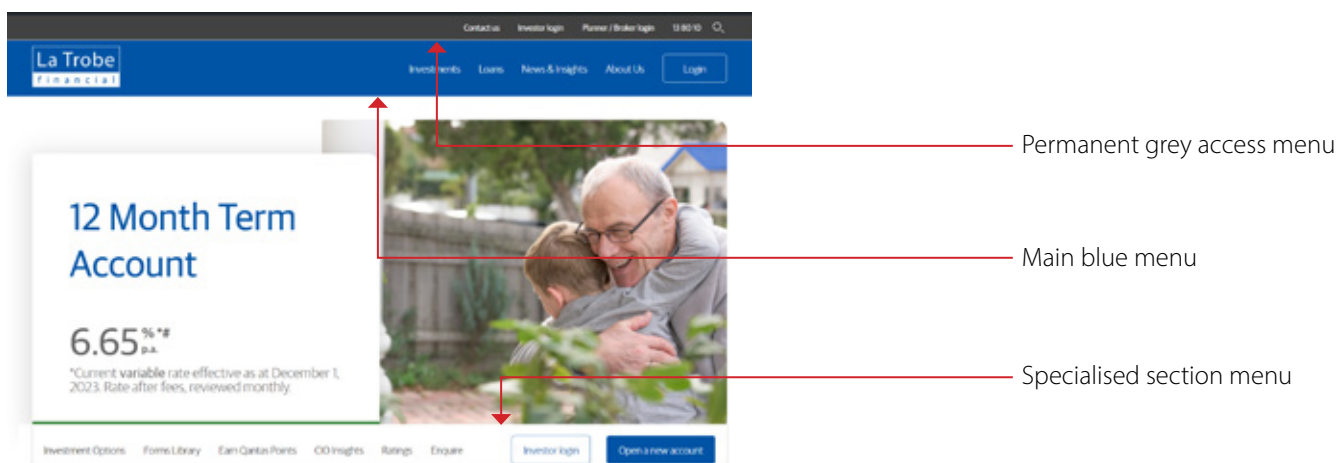 Contact us Investor login Planner / Broker login 13 80 10
La Trobe
financial
Investments Loans News & Insights About Us Login
Permanent grey access menu
12 Month Term
Account
Main blue menu
6.65%*# p.a.
*Current variable rate effective as at December 1,
2023. Rate after fees, reviewed monthly.
Specialised section menu
Investment Options Forms Library Earn Qantas Points CIO Insights Ratings Enquire Investor login Open a new account